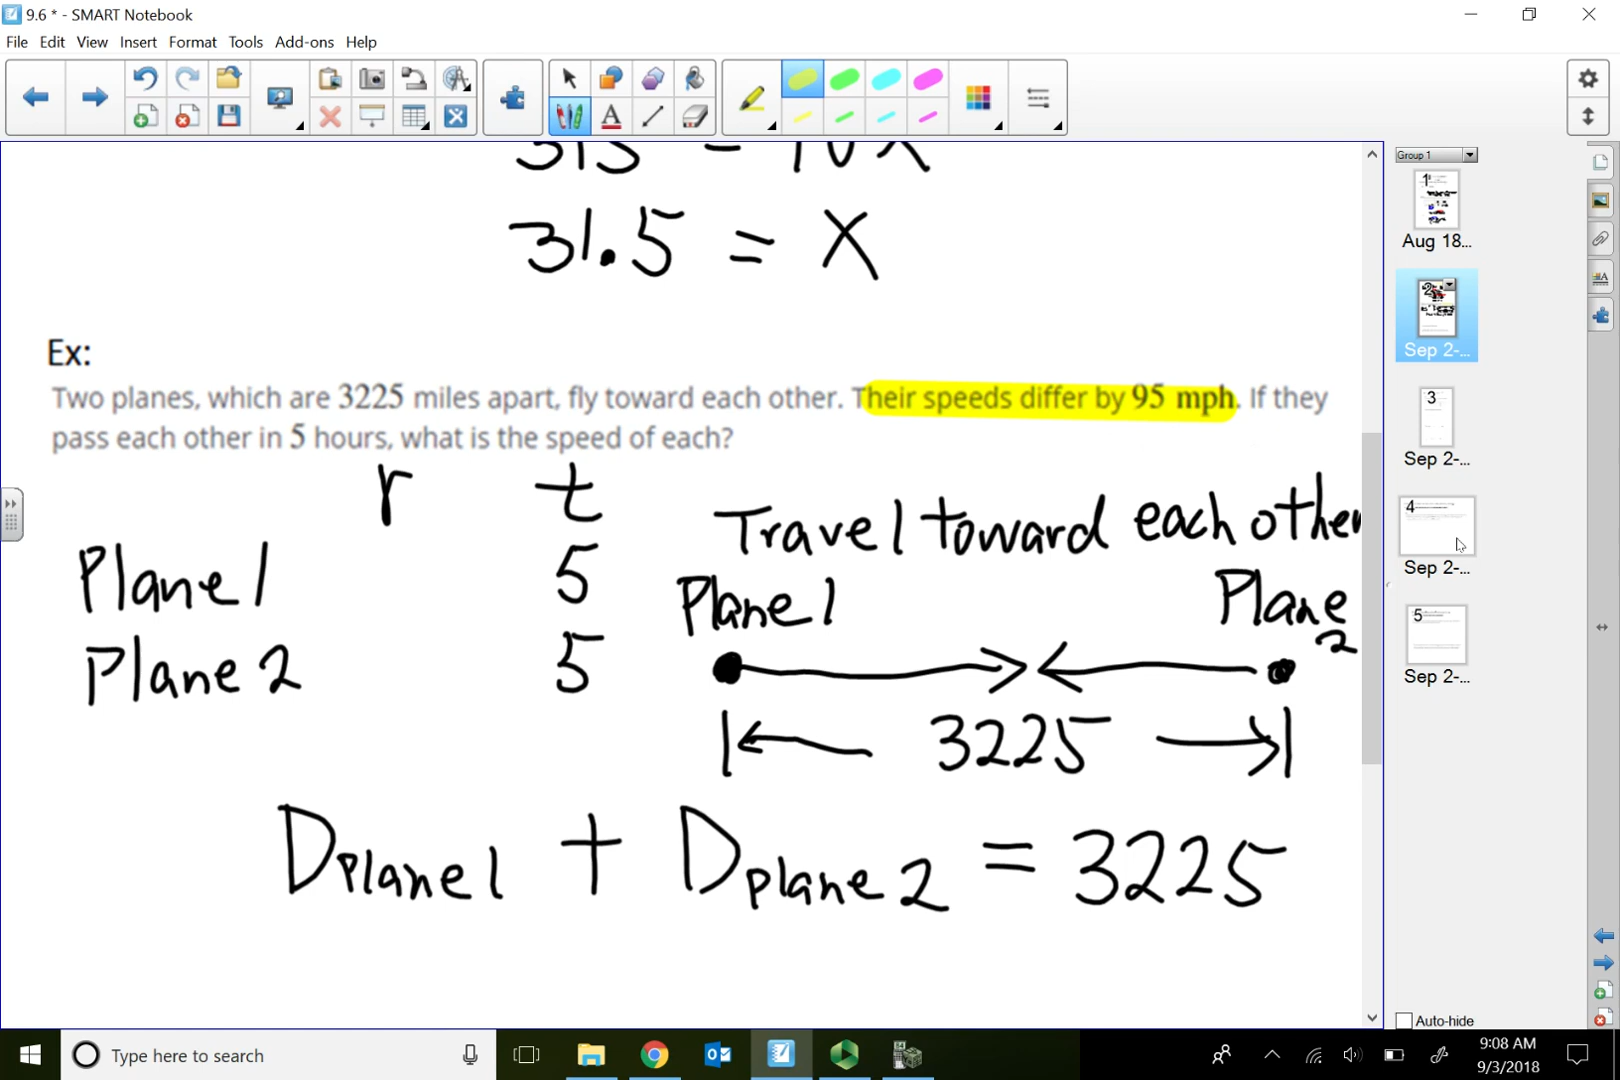 9.6 * - SMART Notebook
File Edit View Insert Format Tools Add-ons Help
31.5 = X
Ex:
Two planes, which are 3225 miles apart, fly toward each other. Their speeds differ by 95 mph. If they
pass each other in 5 hours, what is the speed of each?
r t
Travel toward each other
Plane 1 5
Plane 1 Plane 2
Plane 2 5
3225
Dplane 1 + Dplane 2 = 3225
Group 1
1
Aug 18...
2
Sep 2-...
3
Sep 2-...
4
Sep 2-...
5
Sep 2-...
Auto-hide
Type here to search
9:08 AM
9/3/2018